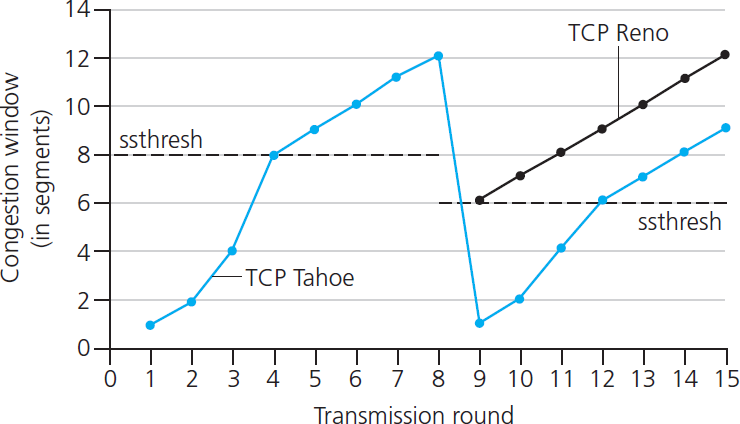 Congestion window
(in segments)
14
12
10
8
6
4
2
0
ssthresh
TCP Tahoe
TCP Reno
ssthresh
0 1 2 3 4 5 6 7 8 9 10 11 12 13 14 15
Transmission round